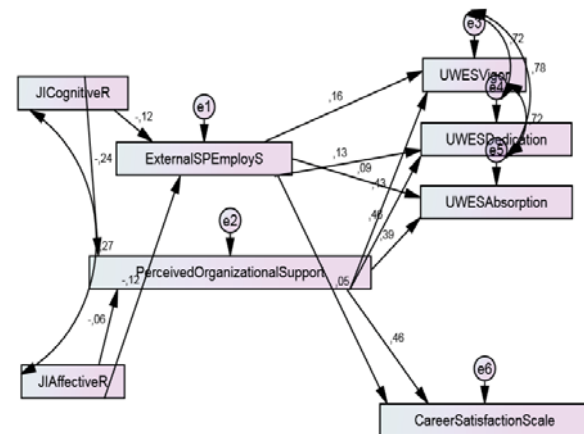 e3
,72
JICognitiveR
UWESVigor
,78
e1
-,12
,16
e4
,72
ExternalSPEmployS
,13
UWESDedication
-,24
,09
e5
,43
UWESAbsorption
e2
,46
,39
,27
PerceivedOrganizationalSupport
-,12
,05
-,06
,46
e6
JIAffectiveR
CareerSatisfactionScale